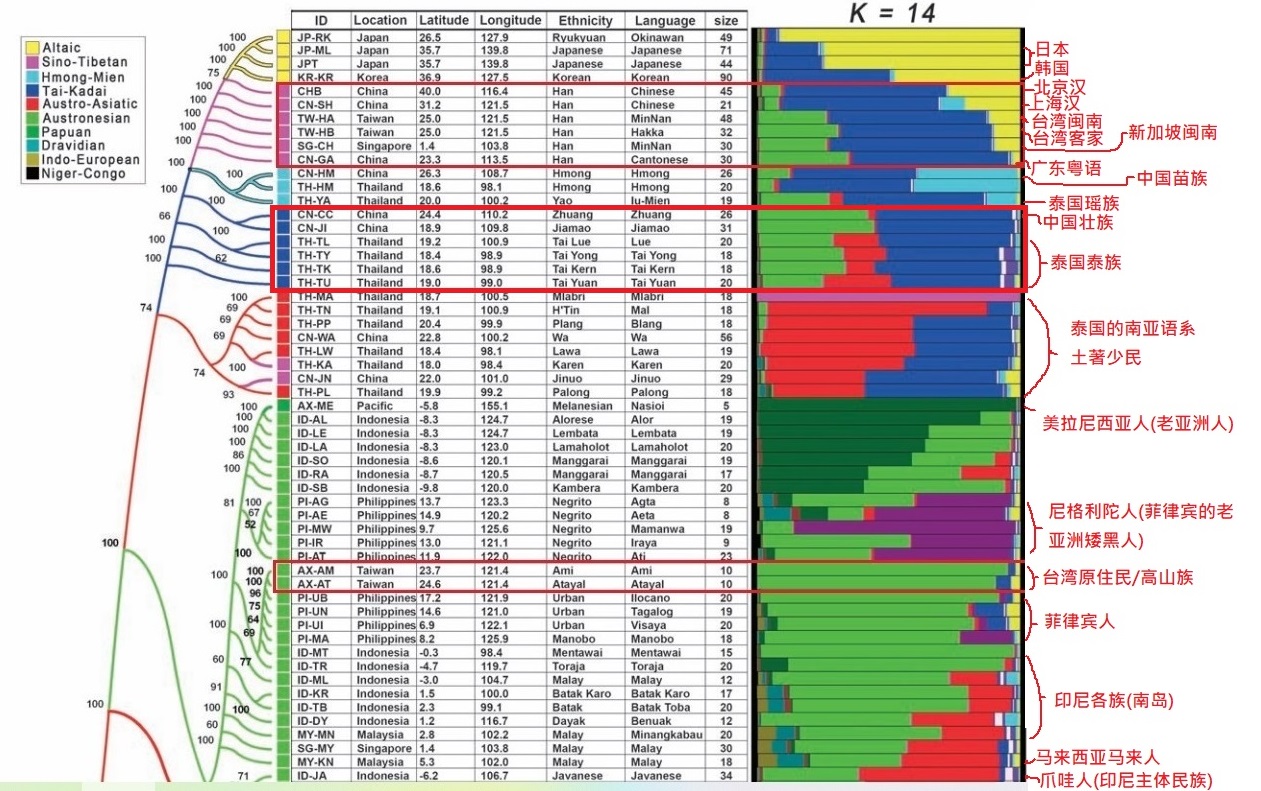 K = 14
ID Location Latitude Longitude Ethnicity Language size
Altaic
Sino-Tibetan
Hmong-Mien
Tai-Kadai
Austro-Asiatic
Austronesian
Papuan
Dravidian
Indo-European
Niger-Congo
100
100
100
75
100
100
100
100
100
100
100
100
66
100
100
62
100
74
100
69
69
100
74
93
100
100
100
86
100
81
100
67
52
100
100
100
100
100
96
75
64
100
69
77
60
91
100
100
60
100
100
71
JP-RK Japan 26.5 127.9 Ryukyuan Okinawan 49
JP-ML Japan 35.7 139.8 Japanese Japanese 71
JPT Japan 35.7 139.8 Japanese Japanese 44
KR-KR Korea 36.9 127.5 Korean Korean 90
CHB China 40.0 116.4 Han Chinese 45
CN-SH China 31.2 121.5 Han Chinese 21
TW-HA Taiwan 25.0 121.5 Han MinNan 48
TW-HB Taiwan 25.0 121.5 Han Hakka 32
SG-CH Singapore 1.4 103.8 Han MinNan 30
CN-GA China 23.3 113.5 Han Cantonese 30
CN-HM China 26.3 108.7 Hmong Hmong 26
TH-HM Thailand 18.6 98.1 Hmong Hmong 20
TH-YA Thailand 20.0 100.2 Yao Iu-Mien 19
CN-CC China 24.4 110.2 Zhuang Zhuang 26
CN-JI China 18.9 109.8 Jiamao Jiamao 31
TH-TL Thailand 19.2 100.9 Tai Lue Lue 20
TH-TY Thailand 18.4 98.9 Tai Yong Tai Yong 18
TH-TK Thailand 18.6 98.9 Tai Kern Tai Kern 18
TH-TU Thailand 19.0 99.0 Tai Yuan Tai Yuan 20
TH-MA Thailand 18.7 100.5 Mlabri Mlabri 18
TH-TN Thailand 19.1 100.9 H'Tin Mal 18
TH-PP Thailand 20.4 99.9 Plang Blang 18
CN-WA China 22.8 100.2 Wa Wa 56
TH-LW Thailand 18.4 98.1 Lawa Lawa 19
TH-KA Thailand 18.0 98.4 Karen Karen 20
CN-JN China 22.0 101.0 Jinuo Jinuo 29
TH-PL Thailand 19.9 99.2 Palong Palong 18
AX-ME Pacific -5.8 155.1 Melanesian Nasioi 5
ID-AL Indonesia -8.3 124.7 Alorese Alor 19
ID-LE Indonesia -8.3 124.7 Lembata Lembata 19
ID-LA Indonesia -8.3 123.0 Lamaholot Lamaholot 20
ID-SO Indonesia -8.6 120.1 Manggarai Manggarai 19
ID-RA Indonesia -8.7 120.5 Manggarai Manggarai 17
ID-SB Indonesia -9.8 120.0 Kambera Kambera 20
PI-AG Philippines 13.7 123.3 Negrito Agta 8
PI-AE Philippines 14.9 120.2 Negrito Aeta 8
PI-MW Philippines 9.7 125.6 Negrito Mamanwa 19
PI-IR Philippines 13.0 121.1 Negrito Iraya 9
PI-AT Philippines 11.9 122.0 Negrito Ati 23
AX-AM Taiwan 23.7 121.4 Ami Ami 10
AX-AT Taiwan 24.6 121.4 Atayal Atayal 10
PI-UB Philippines 17.2 121.9 Urban Ilocano 20
PI-UN Philippines 14.6 121.0 Urban Tagalog 19
PI-UI Philippines 6.9 122.1 Urban Visaya 20
PI-MA Philippines 8.2 125.9 Manobo Manobo 18
ID-MT Indonesia -0.3 98.4 Mentawai Mentawai 15
ID-TR Indonesia -4.7 119.7 Toraja Toraja 20
ID-ML Indonesia -3.0 104.7 Malay Malay 12
ID-KR Indonesia 1.5 100.0 Batak Karo Batak Karo 17
ID-TB Indonesia 2.3 99.1 Batak Batak Toba 20
ID-DY Indonesia 1.2 116.7 Dayak Benuak 12
MY-MN Malaysia 2.8 102.2 Malay Minangkabau 20
SG-MY Singapore 1.4 103.8 Malay Malay 30
MY-KN Malaysia 5.3 102.0 Malay Malay 18
ID-JA Indonesia -6.2 106.7 Javanese Javanese 34
日本
韩国
北京汉
上海汉
台湾闽南
台湾客家
新加坡闽南
广东粤语
中国苗族
泰国瑶族
中国壮族
泰国泰族
泰国的南亚语系
土著少民
美拉尼西亚人(老亚洲人)
尼格利陀人(菲律宾的老
亚洲矮黑人)
台湾原住民/高山族
菲律宾人
印尼各族(南岛)
马来西亚马来人
爪哇人(印尼主体民族)